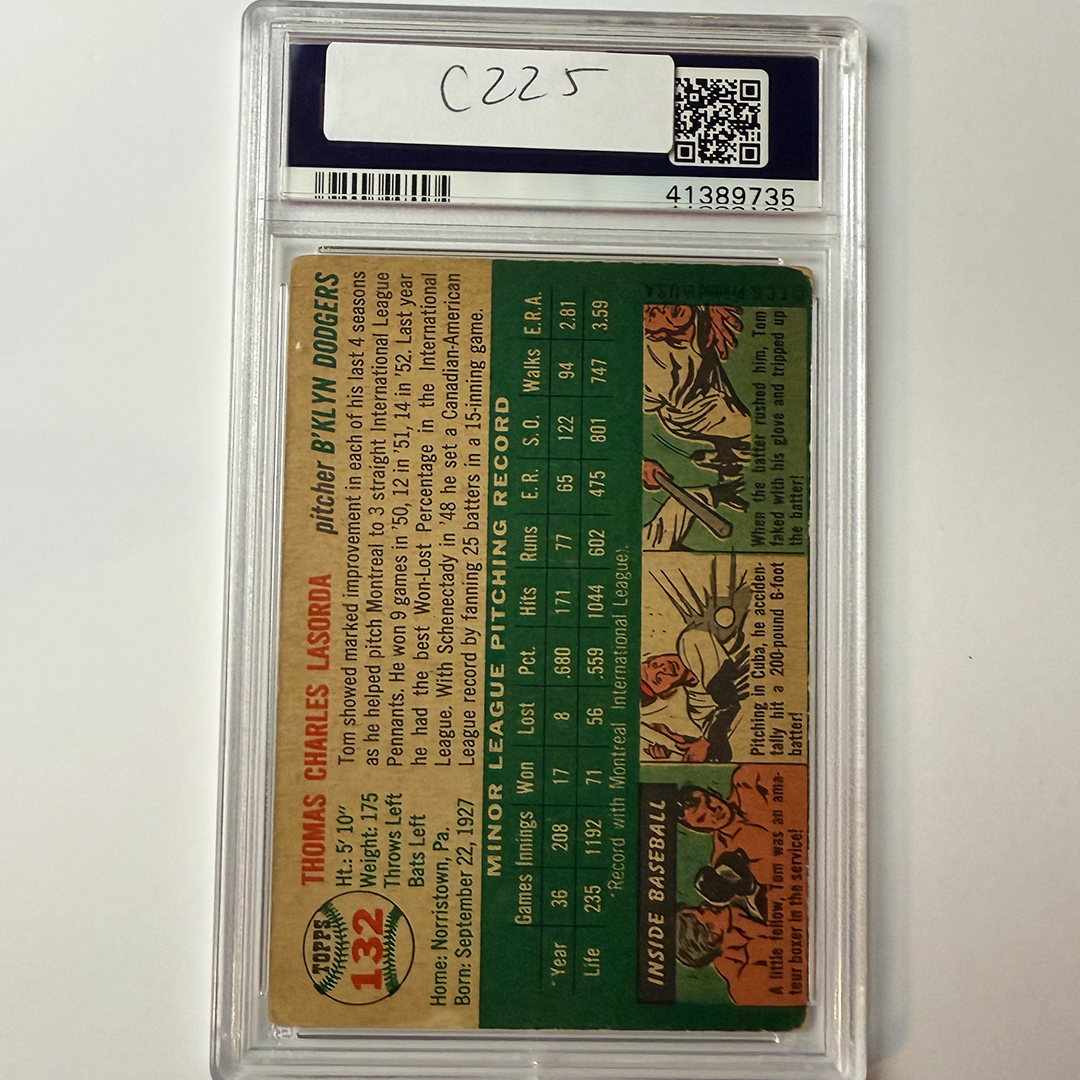 C225
41389735
TOPPS
132
THOMAS CHARLES LASORDA
pitcher B'KLYN DODGERS
Ht.: 5' 10"
Weight: 175
Throws Left
Bats Left
Home: Norristown, Pa.
Born: September 22, 1927
Tom showed marked improvement in each of his last 4 seasons
as he helped pitch Montreal to 3 straight International League
Pennants. He won 9 games in '50, 12 in '51, 14 in '52. Last year
he had the best Won-Lost Percentage in the International
League. With Schenectady in '48 he set a Canadian-American
League record by fanning 25 batters in a 15-inning game.
MINOR LEAGUE PITCHING RECORD
Games Innings Won Lost Pct. Hits Runs E.R. S.O. Walks E.R.A.
*Year 36 208 17 8 .680 171 77 65 122 94 2.81
Life 235 1192 71 56 .559 1044 602 475 801 747 3.59
*Record with Montreal International League).
INSIDE BASEBALL
A little fellow, Tom was an ama-
teur boxer in the service!
Pitching in Cuba, he acciden-
tally hit a 200-pound 6-foot
batter!
When the batter rushed him, Tom
faked with his glove and tripped up
the batter!
© T.C.G. Printed in U.S.A.